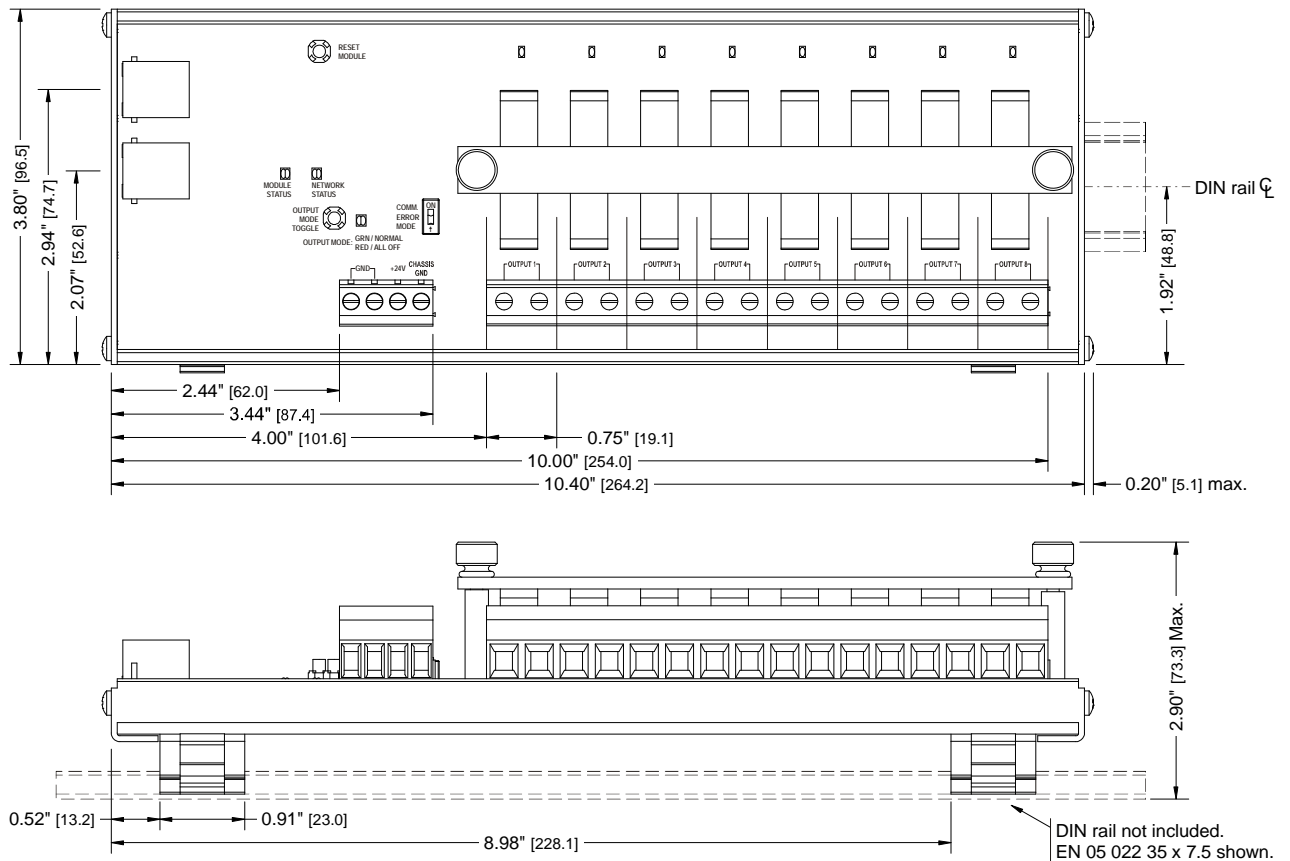 RESET
MODULE
3.80" [96.5]
2.94" [74.7]
2.07" [52.6]
MODULE
STATUS
NETWORK
STATUS
OUTPUT
MODE
TOGGLE
COMM.
ERROR
MODE
ON
OUTPUT MODE:
GRN / NORMAL
RED / ALL OFF
GND
+24V
CHASSIS
GND
OUTPUT 1
OUTPUT 2
OUTPUT 3
OUTPUT 4
OUTPUT 5
OUTPUT 6
OUTPUT 7
OUTPUT 8
DIN rail ℄
1.92" [48.8]
2.44" [62.0]
3.44" [87.4]
4.00" [101.6]
0.75" [19.1]
10.00" [254.0]
10.40" [264.2]
0.20" [5.1] max.
2.90" [73.3] Max.
0.52" [13.2]
0.91" [23.0]
8.98" [228.1]
DIN rail not included.
EN 05 022 35 x 7.5 shown.